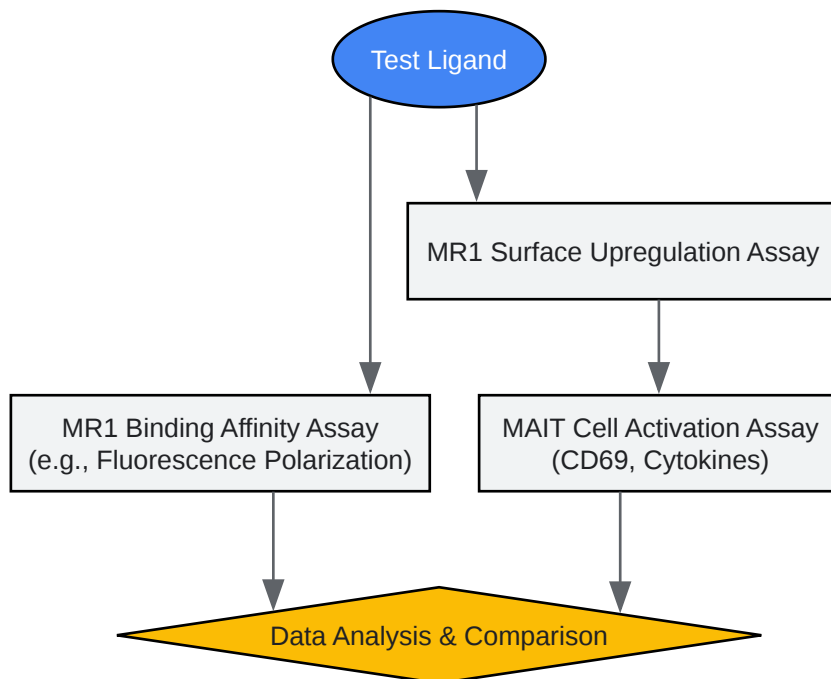 Test Ligand
MR1 Surface Upregulation Assay
MR1 Binding Affinity Assay
(e.g., Fluorescence Polarization)
MAIT Cell Activation Assay
(CD69, Cytokines)
Data Analysis & Comparison